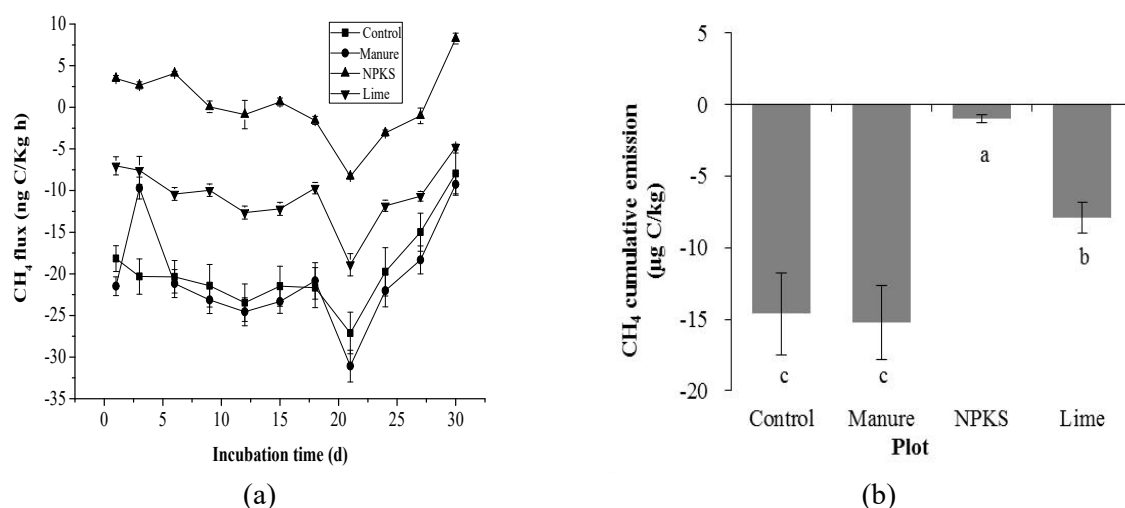 10
5
0
-5
-10
-15
-20
-25
-30
-35
CH₄ flux (ng C/Kg h)
Control
Manure
NPKS
Lime
0 5 10 15 20 25 30
Incubation time (d)
(a)
5
0
-5
-10
-15
-20
CH₄ cumulative emission
(µg C/kg)
c
c
a
b
Control Manure NPKS Lime
Plot
(b)